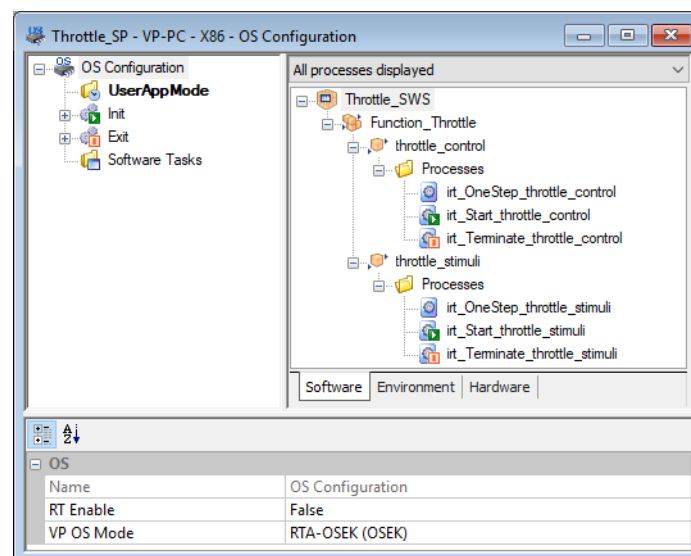 Throttle_SP - VP-PC - X86 - OS Configuration
OS Configuration
UserAppMode
Init
Exit
Software Tasks
All processes displayed
Throttle_SWS
Function_Throttle
throttle_control
Processes
irt_OneStep_throttle_control
irt_Start_throttle_control
irt_Terminate_throttle_control
throttle_stimuli
Processes
irt_OneStep_throttle_stimuli
irt_Start_throttle_stimuli
irt_Terminate_throttle_stimuli
Software Environment Hardware
OS
Name OS Configuration
RT Enable False
VP OS Mode RTA-OSEK (OSEK)